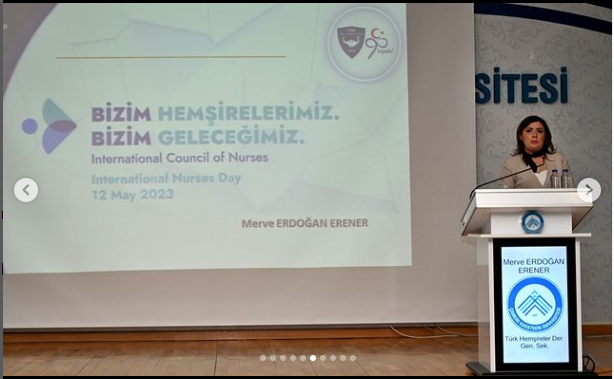 BİZİM HEMŞİRELERİMİZ.
BİZİM GELECEĞİMİZ.
International Council of Nurses
International Nurses Day
12 May 2023
Merve ERDOĞAN ERENER
SİTESİ
Merve ERDOĞAN
ERENER
Türk Hemşireler Der.
Gen. Sek.